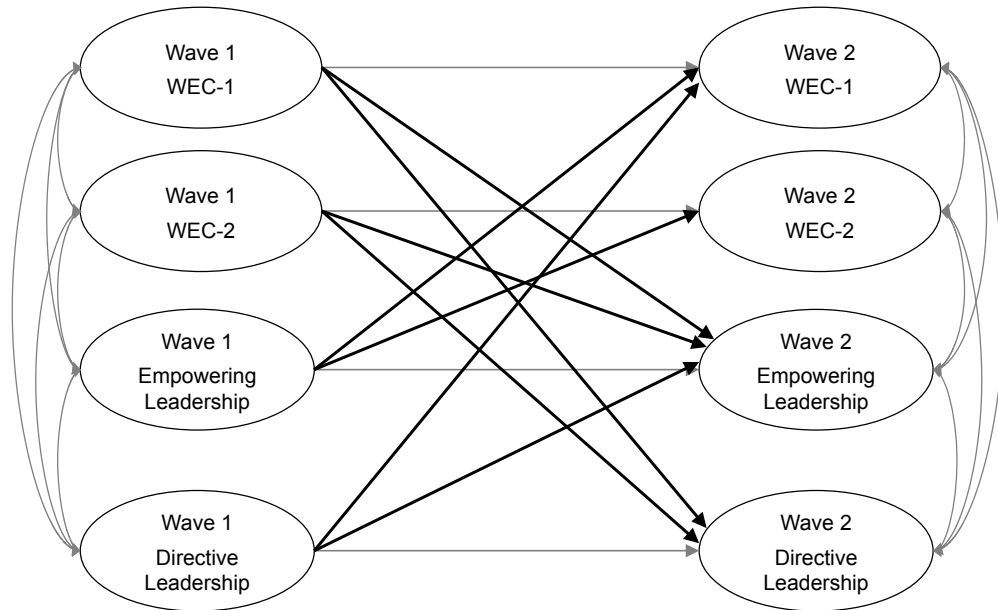 Wave 1
WEC-1
Wave 2
WEC-1
Wave 1
WEC-2
Wave 2
WEC-2
Wave 1
Empowering
Leadership
Wave 2
Empowering
Leadership
Wave 1
Directive
Leadership
Wave 2
Directive
Leadership